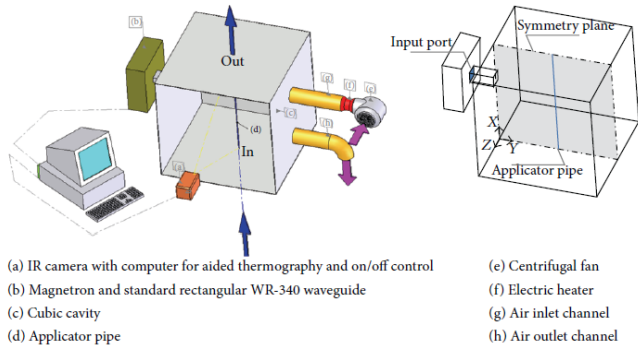 (b)
Out
(g)
(f)
(e)
(c)
(h)
(d)
(a)
In
Symmetry plane
Input port
X
Z
Y
Applicator pipe
(a) IR camera with computer for aided thermography and on/off control
(b) Magnetron and standard rectangular WR-340 waveguide
(c) Cubic cavity
(d) Applicator pipe
(e) Centrifugal fan
(f) Electric heater
(g) Air inlet channel
(h) Air outlet channel